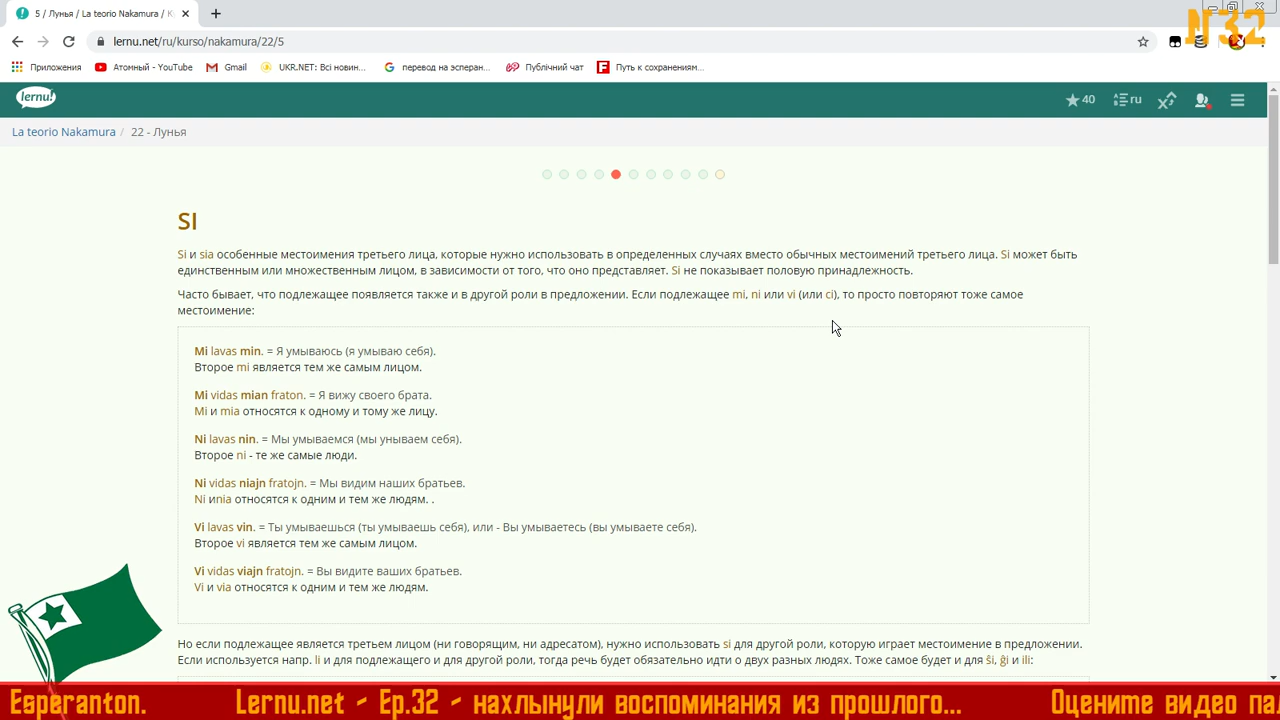 5 / Лунья / La teorio Nakamura / К
N 32
lernu.net/ru/kurso/nakamura/22/5
Приложения
Атомный - YouTube
Gmail
UKR.NET: Всі новин...
перевод на эсперан...
Публічний чат
Путь к сохранениям...
lernu!
40
ru
La teorio Nakamura / 22 - Лунья
SI
Si и sia особенные местоимения третьего лица, которые нужно использовать в определенных случаях вместо обычных местоимений третьего лица. Si может быть
единственным или множественным лицом, в зависимости от того, что оно представляет. Si не показывает половую принадлежность.
Часто бывает, что подлежащее появляется также и в другой роли в предложении. Если подлежащее mi, ni или vi (или ci), то просто повторяют тоже самое
местоимение:
Mi lavas min. = Я умываюсь (я умываю себя).
Второе mi является тем же самым лицом.
Mi vidas mian fraton. = Я вижу своего брата.
Mi и mia относятся к одному и тому же лицу.
Ni lavas nin. = Мы умываемся (мы унываем себя).
Второе ni - те же самые люди.
Ni vidas niajn fratojn. = Мы видим наших братьев.
Ni иnia относятся к одним и тем же людям. .
Vi lavas vin. = Ты умываешься (ты умываешь себя), или - Вы умываетесь (вы умываете себя).
Второе vi является тем же самым лицом.
Vi vidas viajn fratojn. = Вы видите ваших братьев.
Vi и via относятся к одним и тем же людям.
Но если подлежащее является третьем лицом (ни говорящим, ни адресатом), нужно использовать si для другой роли, которую играет местоимение в предложении.
Если используется напр. li и для подлежащего и для другой роли, тогда речь будет обязательно идти о двух разных людях. Тоже самое будет и для ŝi, ĝi и ili:
Esperanton. Lernu.net - Ep.32 - нахлынули воспоминания из прошлого... Оцените видео па